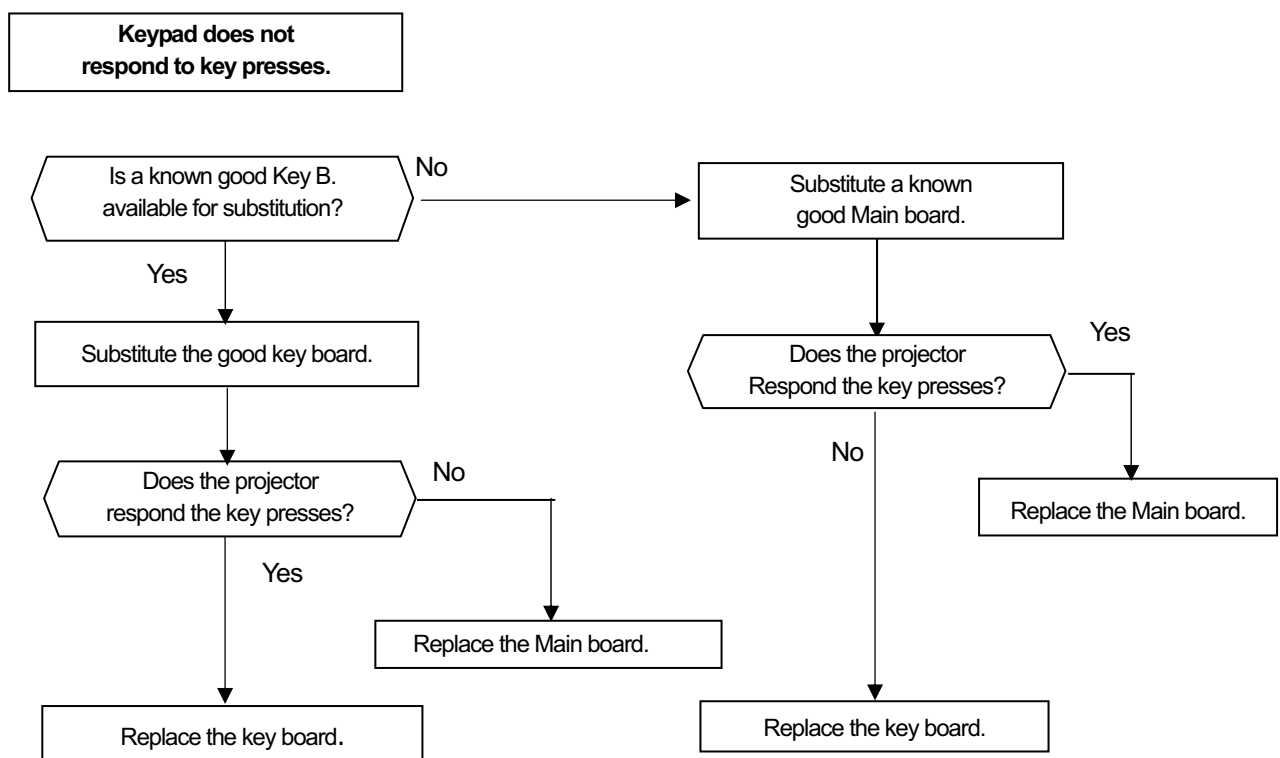 Keypad does not
respond to key presses.
Is a known good Key B.
available for substitution?
No
Substitute a known
good Main board.
Yes
Substitute the good key board.
Does the projector
Respond the key presses?
Yes
No
Does the projector
respond the key presses?
No
Replace the Main board.
Yes
Replace the Main board.
Replace the key board.
Replace the key board.